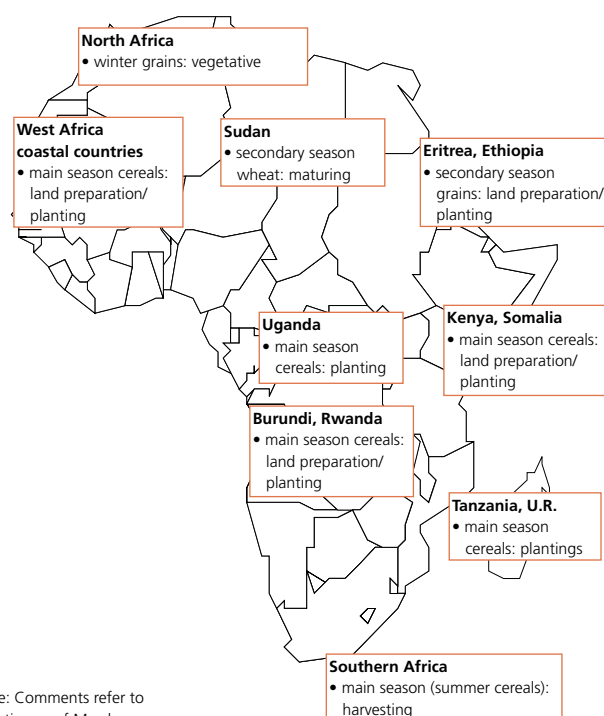 North Africa
• winter grains: vegetative
West Africa
coastal countries
• main season cereals:
land preparation/
planting
Sudan
• secondary season
wheat: maturing
Eritrea, Ethiopia
• secondary season
grains: land preparation/
planting
Uganda
• main season
cereals: planting
Kenya, Somalia
• main season cereals:
land preparation/
planting
Burundi, Rwanda
• main season cereals:
land preparation/
planting
Tanzania, U.R.
• main season
cereals: plantings
Southern Africa
• main season (summer cereals):
harvesting
e: Comments refer to